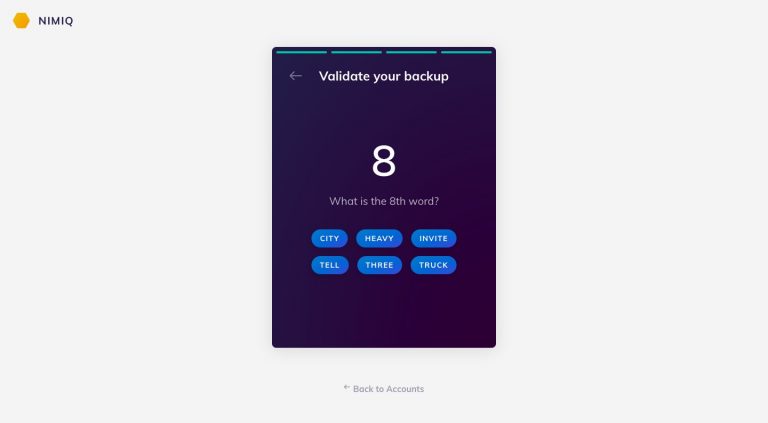 NIMIQ
Validate your backup
8
What is the 8th word?
CITY HEAVY INVITE
TELL THREE TRUCK
Back to Accounts